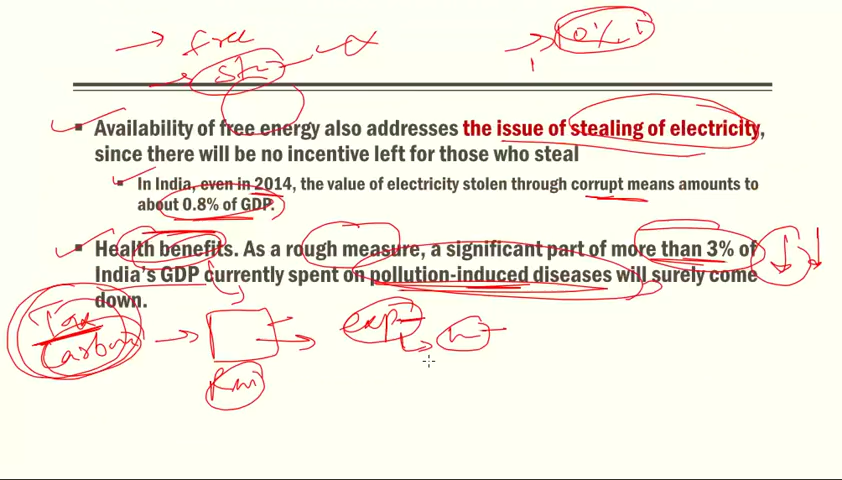 free
▪ Availability of free energy also addresses the issue of stealing of electricity,
since there will be no incentive left for those who steal
▪ In India, even in 2014, the value of electricity stolen through corrupt means amounts to
about 0.8% of GDP.
▪ Health benefits. As a rough measure, a significant part of more than 3% of
India's GDP currently spent on pollution-induced diseases will surely come
down.
Tax
Carbon